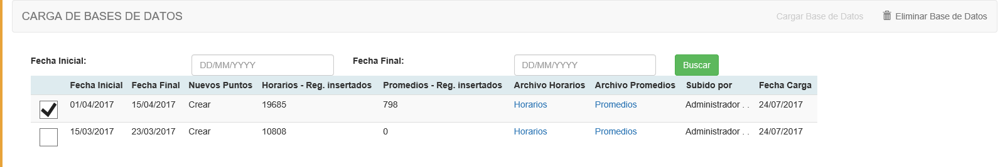 CARGA DE BASES DE DATOS Cargar Base de Datos Eliminar Base de Datos
Fecha Inicial: DD/MM/YYYY Fecha Final: DD/MM/YYYY Buscar
Fecha Inicial Fecha Final Nuevos Puntos Horarios - Reg. insertados Promedios - Reg. insertados Archivo Horarios Archivo Promedios Subido por Fecha Carga
01/04/2017 15/04/2017 Crear 19685 798 Horarios Promedios Administrador . . 24/07/2017
15/03/2017 23/03/2017 Crear 10808 0 Horarios Promedios Administrador . . 24/07/2017